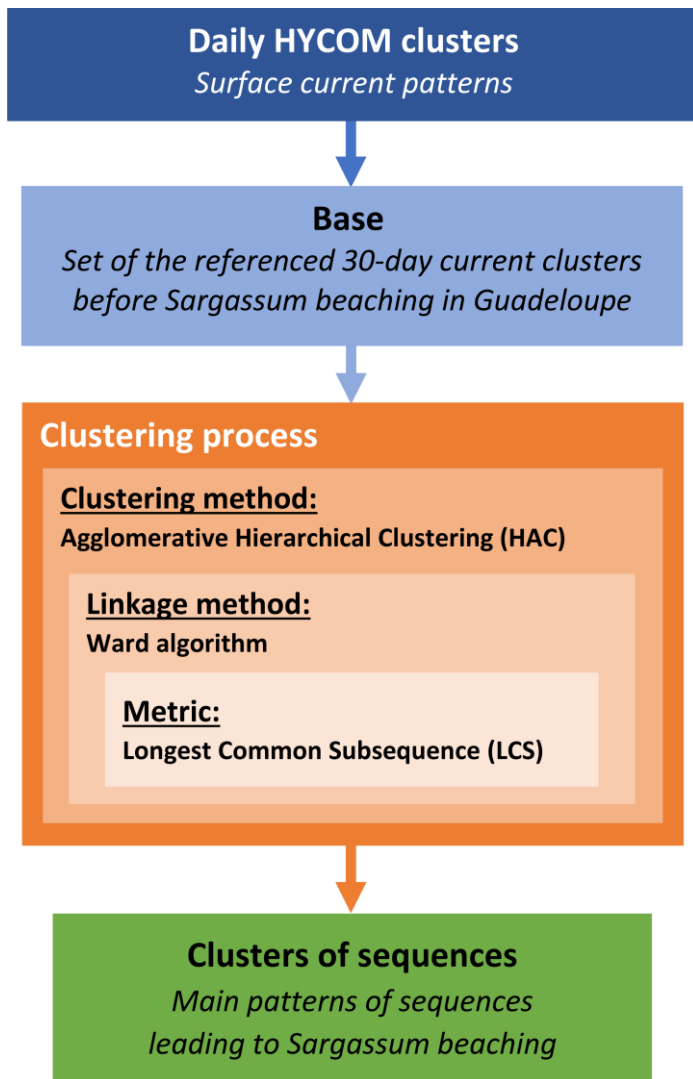 Daily HYCOM clusters
Surface current patterns
Base
Set of the referenced 30-day current clusters
before Sargassum beaching in Guadeloupe
Clustering process
Clustering method:
Agglomerative Hierarchical Clustering (HAC)
Linkage method:
Ward algorithm
Metric:
Longest Common Subsequence (LCS)
Clusters of sequences
Main patterns of sequences
leading to Sargassum beaching